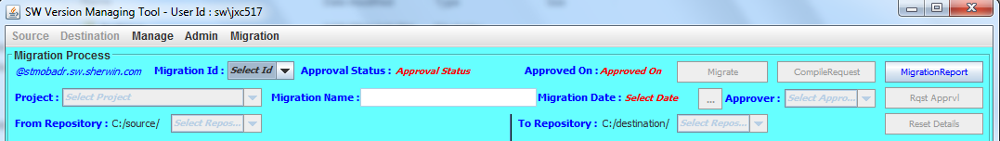 SW Version Managing Tool - User Id : sw\jxc517
Source Destination Manage Admin Migration
Migration Process
@stmobadr.sw.sherwin.com Migration Id : Select Id Approval Status : Approval Status Approved On : Approved On Migrate CompileRequest MigrationReport
Project : Select Project Migration Name : Migration Date : Select Date ... Approver : Select Appro... Rqst Apprvl
From Repository : C:/source/ Select Repos... To Repository : C:/destination/ Select Repos... Reset Details